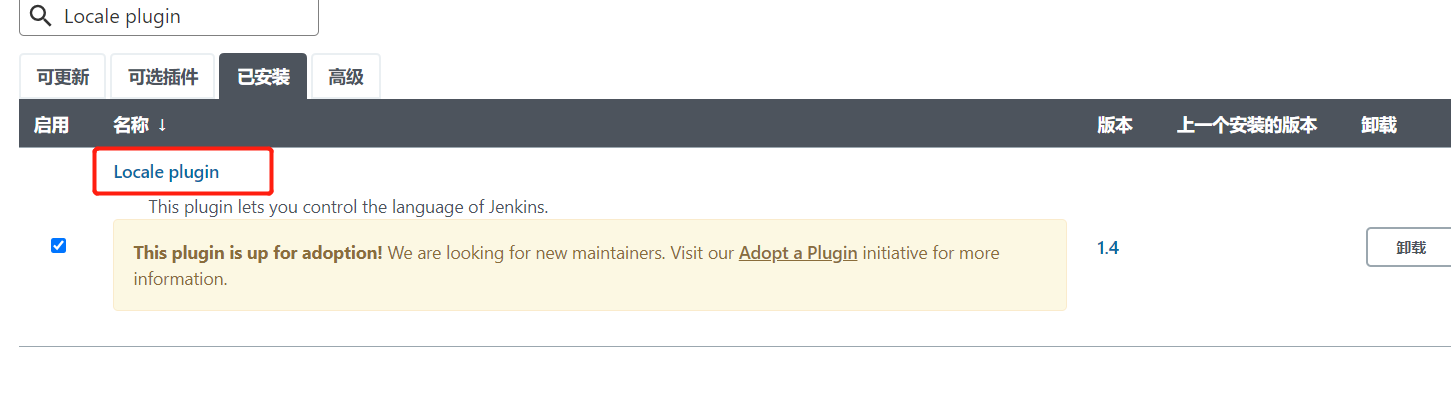 Locale plugin
可更新 可选插件 已安装 高级
启用 名称 ↓ 版本 上一个安装的版本 卸载
Locale plugin
This plugin lets you control the language of Jenkins.
This plugin is up for adoption! We are looking for new maintainers. Visit our Adopt a Plugin initiative for more
information.
1.4
卸载